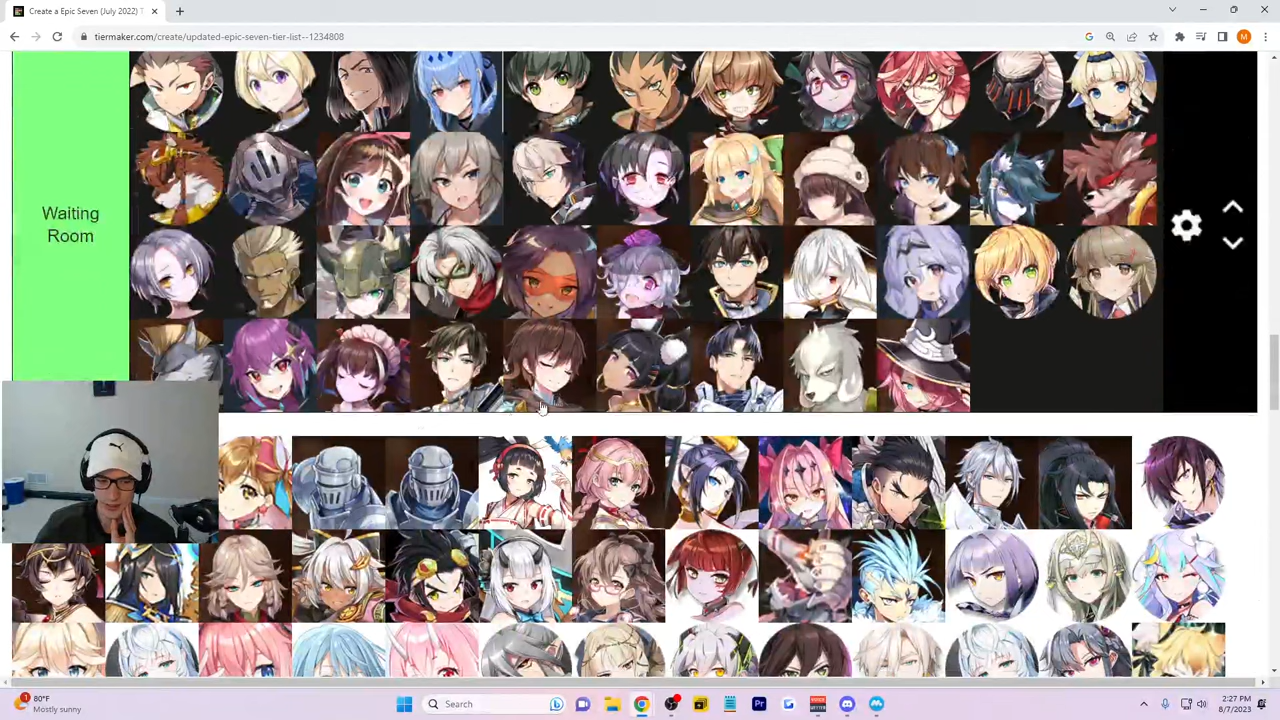 Create a Epic Seven (July 2022) T
tiermaker.com/create/updated-epic-seven-tier-list--1234808
Waiting
Room
80°F
Mostly sunny
Search
2:27 PM
8/7/2023